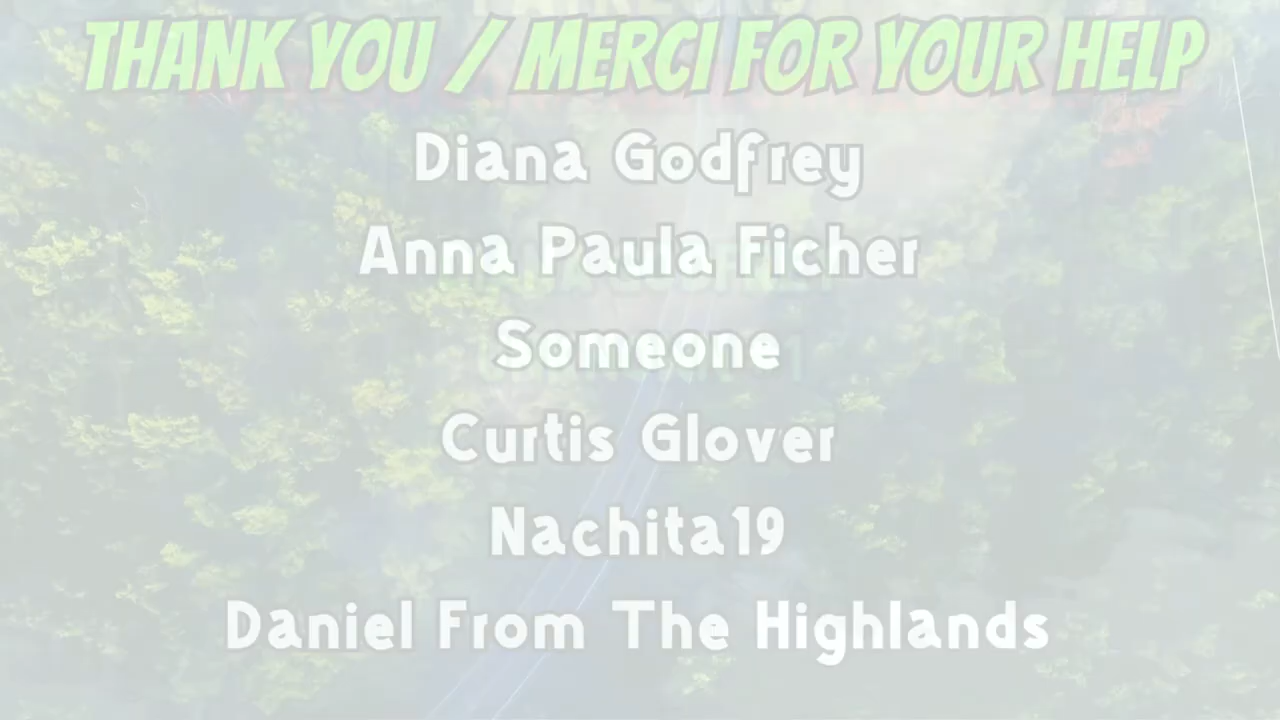 THANK YOU / MERCI FOR YOUR HELP
Diana Godfrey
Anna Paula Ficher
Someone
Curtis Glover
Nachita19
Daniel From The Highlands